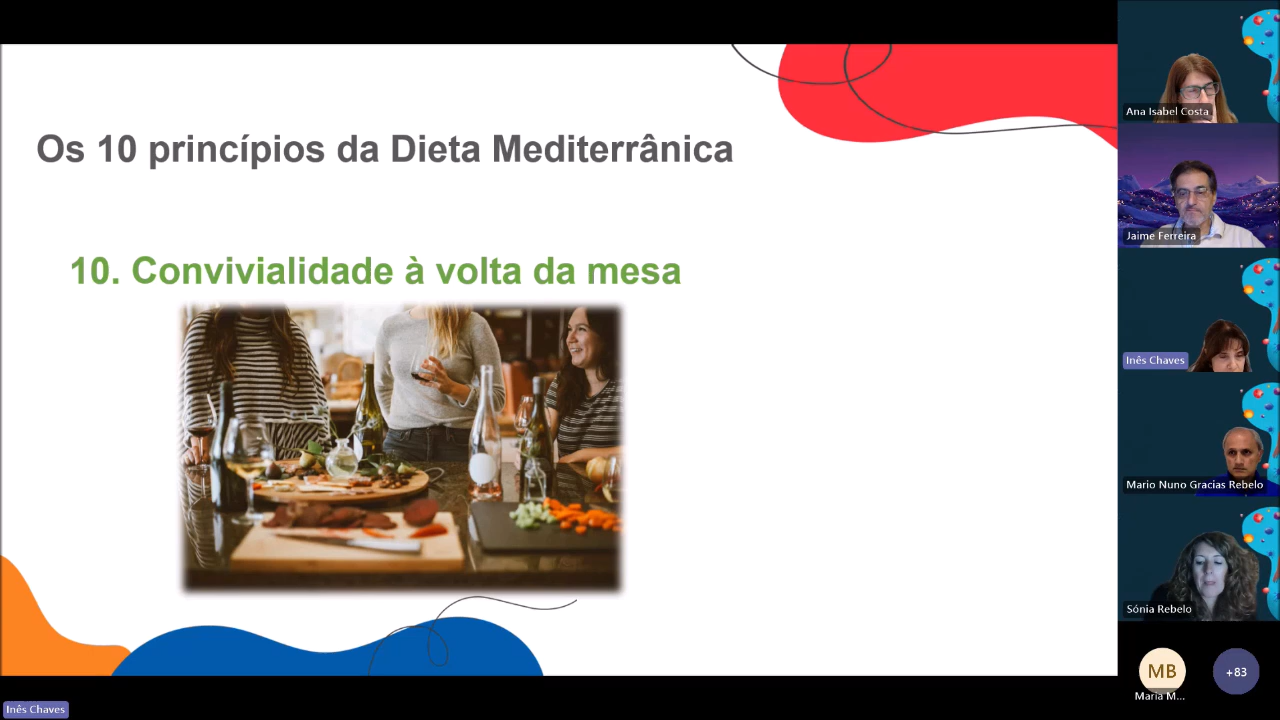 Os 10 princípios da Dieta Mediterrânica
10. Convivialidade à volta da mesa
Ana Isabel Costa
Jaime Ferreira
Inês Chaves
Mario Nuno Gracias Rebelo
Sónia Rebelo
MB
Maria M...
+83
Inês Chaves